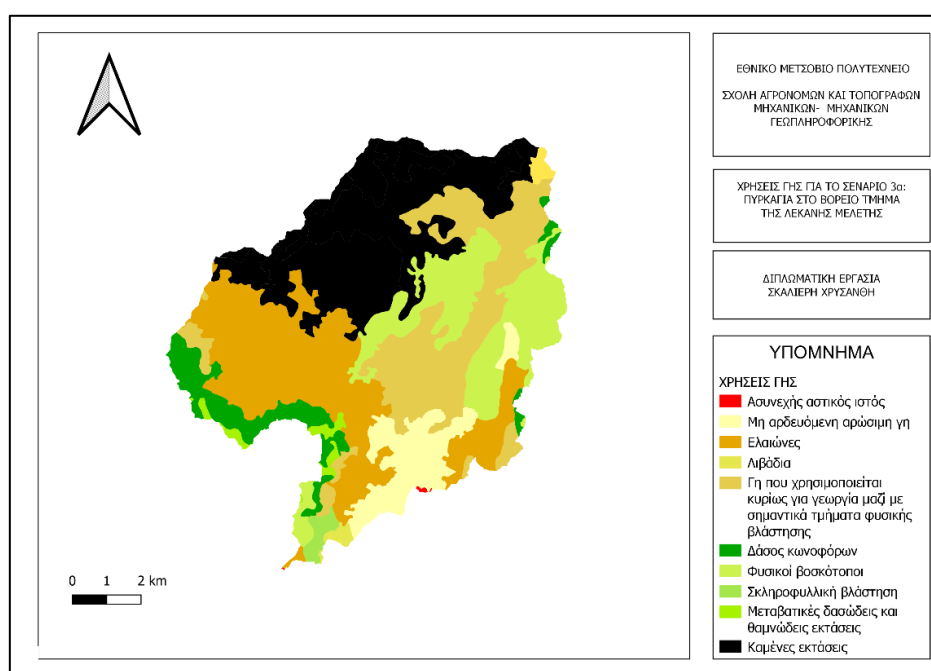 ΕΘΝΙΚΟ ΜΕΤΣΟΒΙΟ ΠΟΛΥΤΕΧΝΕΙΟ
ΣΧΟΛΗ ΑΓΡΟΝΟΜΩΝ ΚΑΙ ΤΟΠΟΓΡΑΦΩΝ
ΜΗΧΑΝΙΚΩΝ- ΜΗΧΑΝΙΚΩΝ
ΓΕΩΠΛΗΡΟΦΟΡΙΚΗΣ
ΧΡΗΣΕΙΣ ΓΗΣ ΓΙΑ ΤΟ ΣΕΝΑΡΙΟ 3α:
ΠΥΡΚΑΓΙΑ ΣΤΟ ΒΟΡΕΙΟ ΤΜΗΜΑ
ΤΗΣ ΛΕΚΑΝΗΣ ΜΕΛΕΤΗΣ
ΔΙΠΛΩΜΑΤΙΚΗ ΕΡΓΑΣΙΑ
ΣΚΑΛΙΕΡΗ ΧΡΥΣΑΝΘΗ
ΥΠΟΜΝΗΜΑ
ΧΡΗΣΕΙΣ ΓΗΣ
Ασυνεχής αστικός ιστός
Μη αρδευόμενη αρώσιμη γη
Ελαιώνες
Λιβάδια
Γη που χρησιμοποιείται
κυρίως για γεωργία μαζί με
σημαντικά τμήματα φυσικής
βλάστησης
Δάσος κωνοφόρων
Φυσικοί βοσκότοποι
Σκληροφυλλική βλάστηση
Μεταβατικές δασώδεις και
θαμνώδεις εκτάσεις
Καμένες εκτάσεις
0 1 2 km